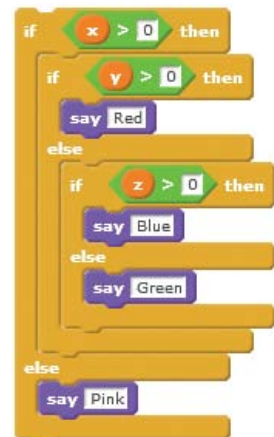 if x > 0 then
if y > 0 then
say Red
else
if z > 0 then
say Blue
else
say Green
else
say Pink